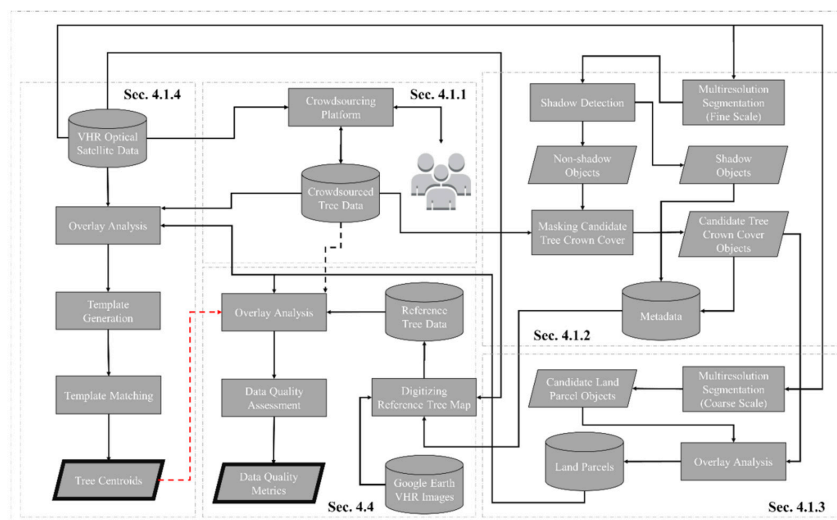 Sec. 4.1.4
VHR Optical
Satellite Data
Overlay Analysis
Template
Generation
Template Matching
Tree Centroids
Sec. 4.1.1
Crowdsourcing
Platform
Crowdsourced
Tree Data
Overlay Analysis
Reference
Tree Data
Data Quality
Assessment
Digitizing
Reference Tree Map
Data Quality
Metrics
Google Earth
VHR Images
Sec. 4.4
Shadow Detection
Multiresolution
Segmentation
(Fine Scale)
Non-shadow
Objects
Shadow
Objects
Masking Candidate
Tree Crown Cover
Candidate Tree
Crown Cover
Objects
Metadata
Sec. 4.1.2
Candidate Land
Parcel Objects
Multiresolution
Segmentation
(Coarse Scale)
Land Parcels
Overlay Analysis
Sec. 4.1.3